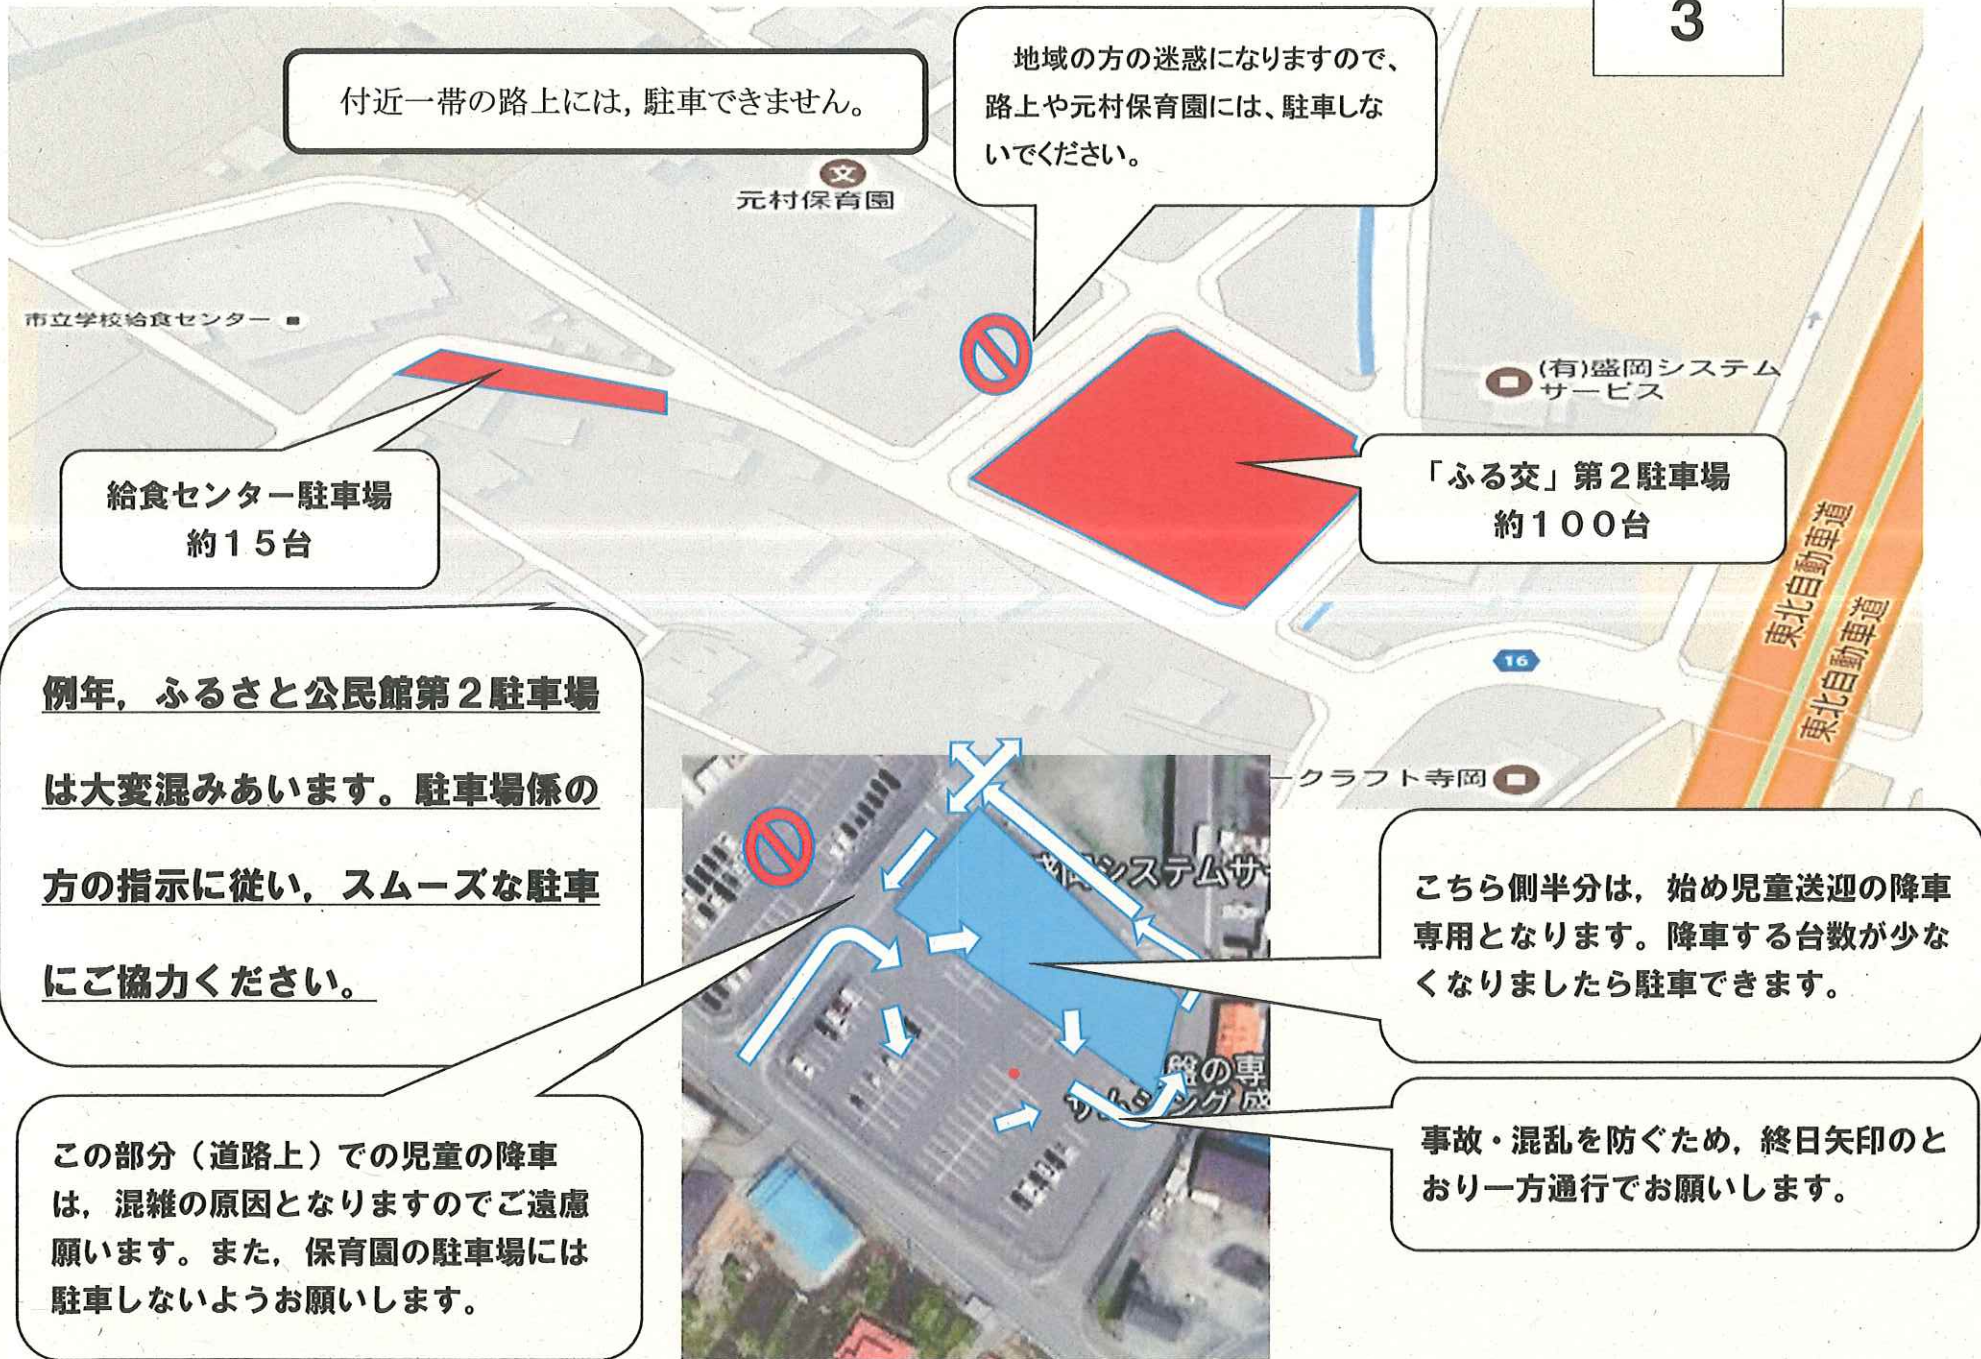 3
付近一帯の路上には，駐車できません。
地域の方の迷惑になりますので、
路上や元村保育園には、駐車しな
いでください。
文
元村保育園
市立学校給食センター
(有)盛岡システム
サービス
給食センター駐車場
約１５台
「ふる交」第２駐車場
約１００台
東北自動車道
東北自動車道
16
例年，ふるさと公民館第２駐車場
は大変混みあいます。駐車場係の
方の指示に従い，スムーズな駐車
にご協力ください。
ークラフト寺岡
システムサ
こちら側半分は，始め児童送迎の降車
専用となります。降車する台数が少な
くなりましたら駐車できます。
盤の専
ング 盛
この部分（道路上）での児童の降車
は，混雑の原因となりますのでご遠慮
願います。また，保育園の駐車場には
駐車しないようお願いします。
事故・混乱を防ぐため，終日矢印のと
おり一方通行でお願いします。